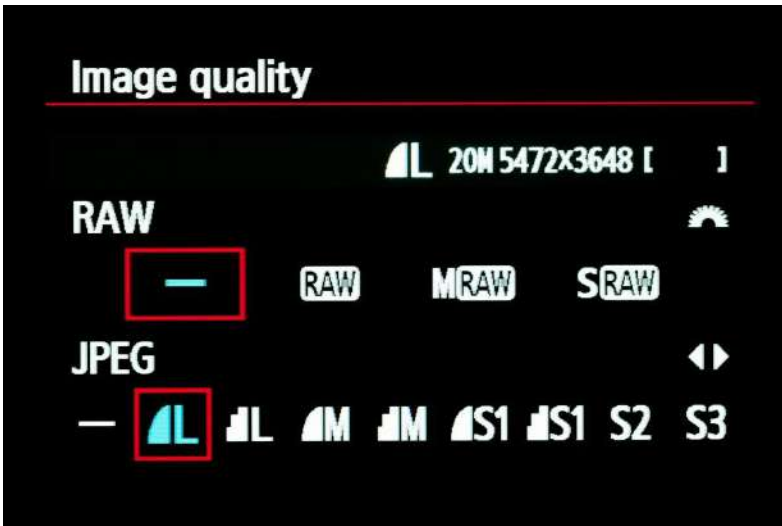 Image quality
L 20M 5472x3648 [ ]
RAW
— RAW MRAW SRAW
JPEG
— L L M M S1 S1 S2 S3